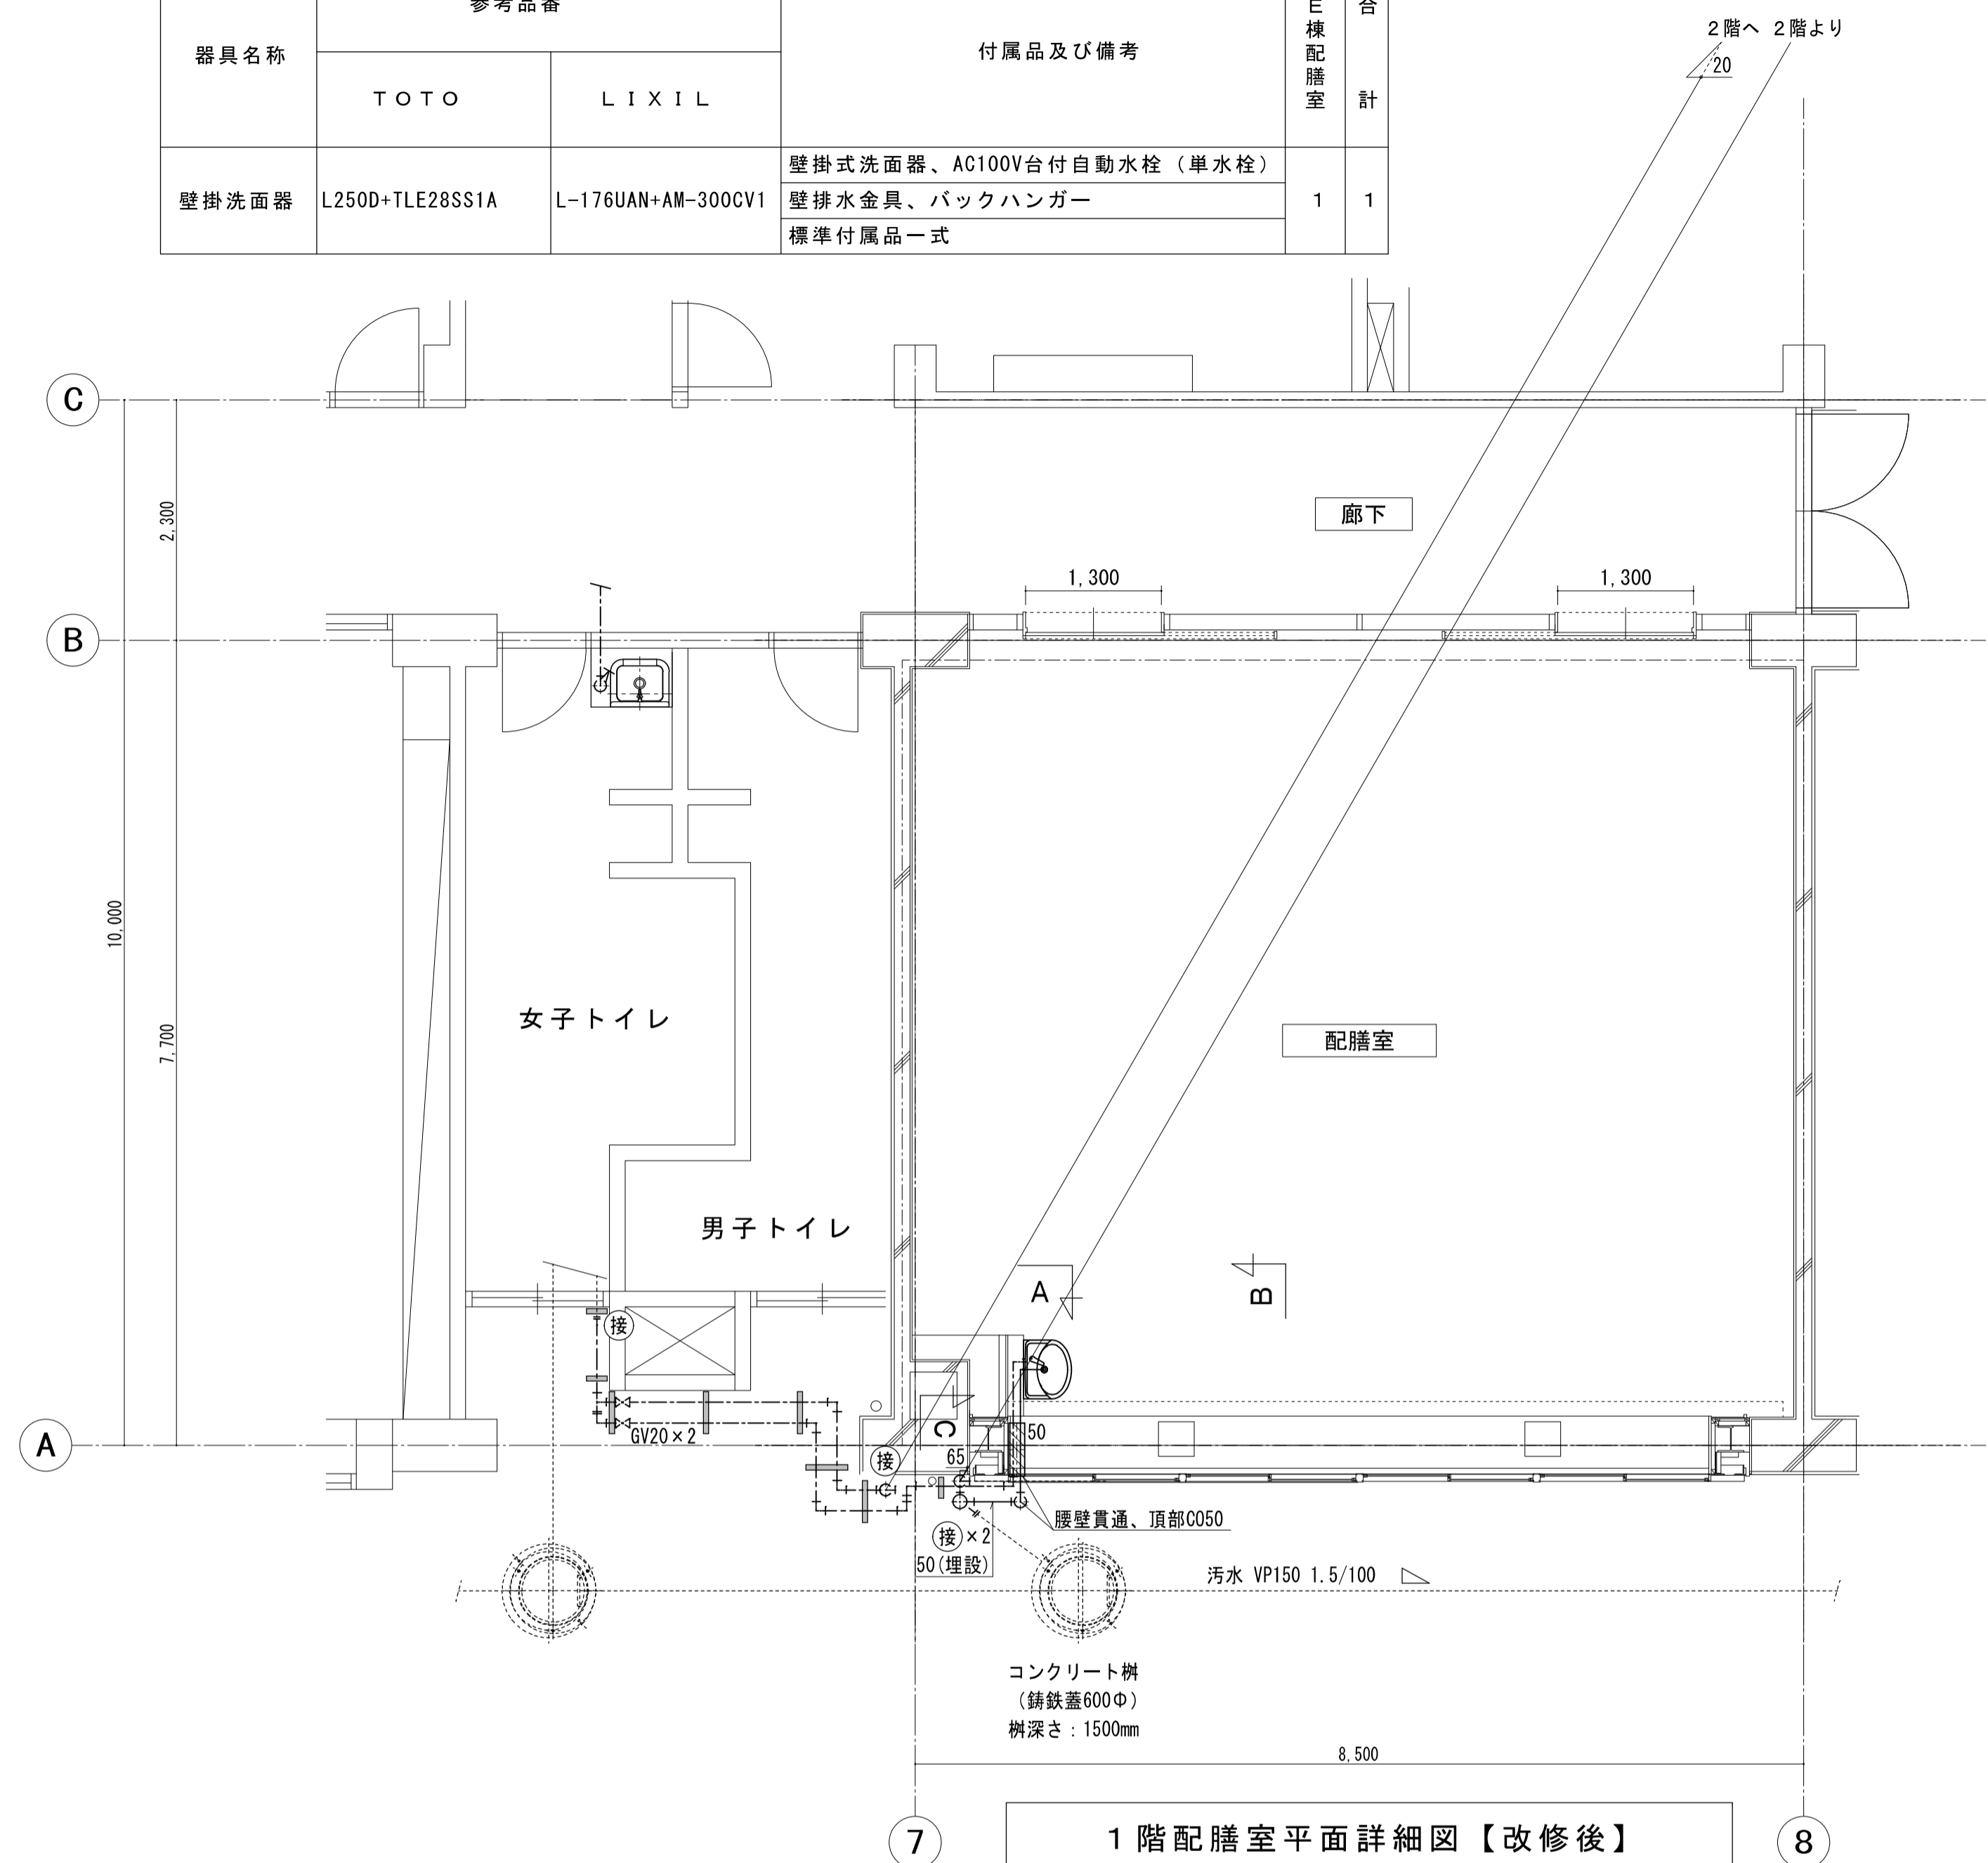 参考品番
器具名称
TOTO
LIXIL
付属品及び備考
E棟配膳室
合計
壁掛洗面器
L250D+TLE28SS1A
L-176UAN+AM-300CV1
壁掛式洗面器、AC100V台付自動水栓（単水栓）
壁排水金具、バックハンガー
標準付属品一式
1
1
2階へ 2階より
20
C
2,300
廊下
1,300
1,300
B
10,000
7,700
女子トイレ
配膳室
男子トイレ
A
B
接
C
50
A
GV20×2
65
接
腰壁貫通、頂部CO50
接×2
50(埋設)
汚水 VP150 1.5/100
コンクリート桝
（鋳鉄蓋600Φ）
桝深さ：1500mm
8,500
7
1階配膳室平面詳細図【改修後】
8